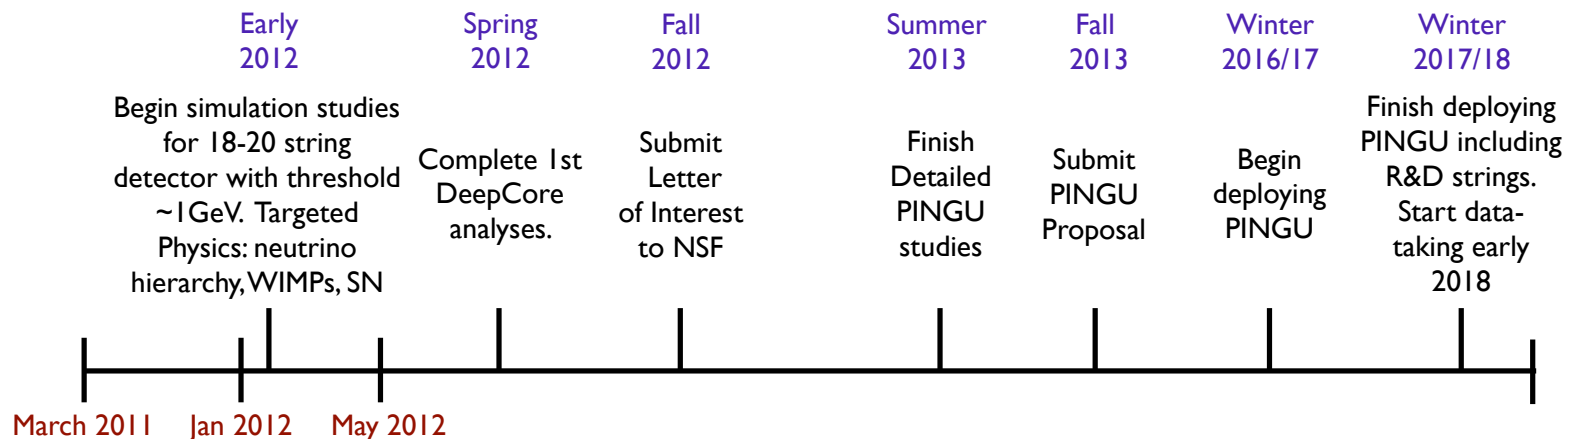 Early
2012
Begin simulation studies
for 18-20 string
detector with threshold
~1GeV. Targeted
Physics: neutrino
hierarchy, WIMPs, SN
Spring
2012
Complete 1st
DeepCore
analyses.
Fall
2012
Submit
Letter
of Interest
to NSF
Summer
2013
Finish
Detailed
PINGU
studies
Fall
2013
Submit
PINGU
Proposal
Winter
2016/17
Begin
deploying
PINGU
Winter
2017/18
Finish deploying
PINGU including
R&D strings.
Start data-
taking early
2018
March 2011
Jan 2012
May 2012